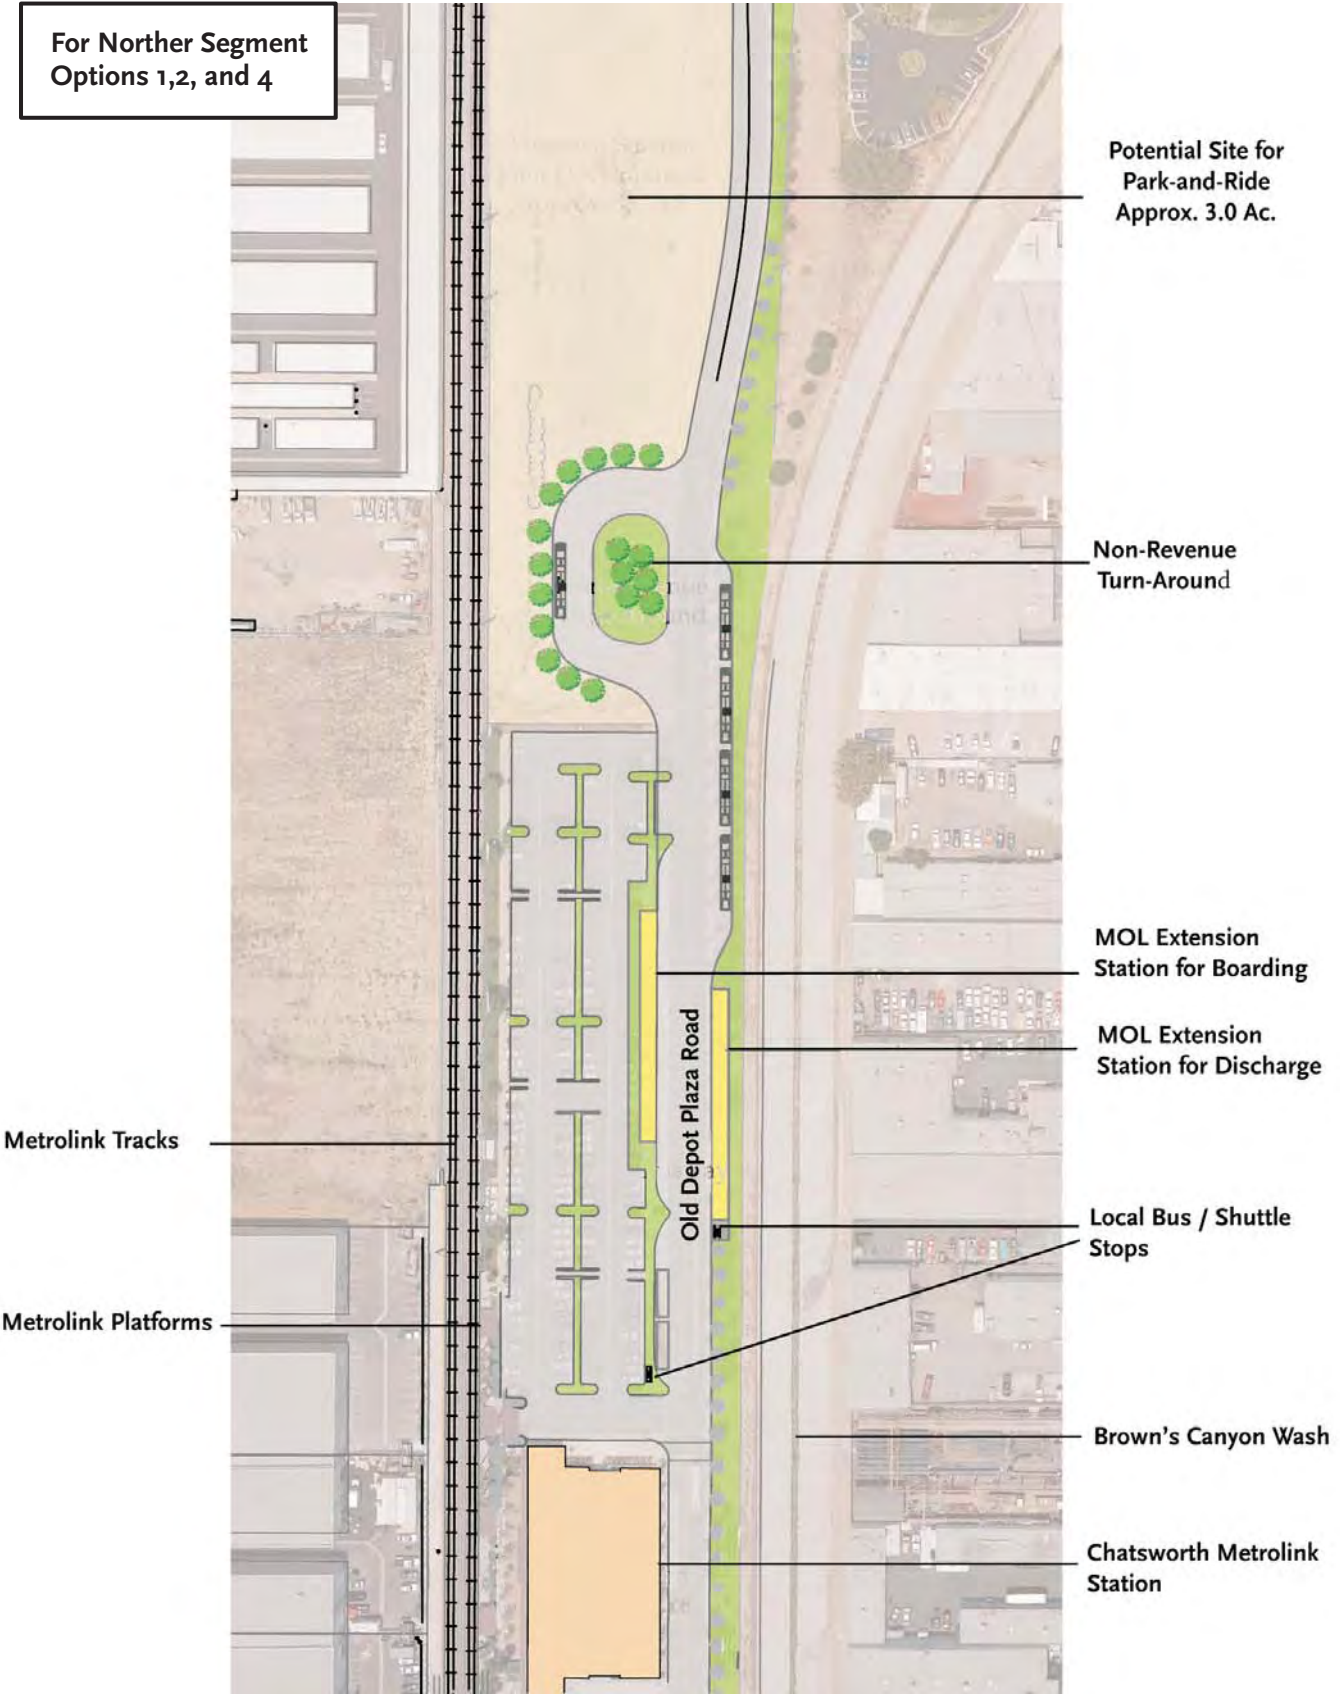 For Norther Segment
Options 1,2, and 4
Potential Site for
Park-and-Ride
Approx. 3.0 Ac.
Non-Revenue
Turn-Around
MOL Extension
Station for Boarding
MOL Extension
Station for Discharge
Old Depot Plaza Road
Metrolink Tracks
Local Bus / Shuttle
Stops
Metrolink Platforms
Brown's Canyon Wash
Chatsworth Metrolink
Station